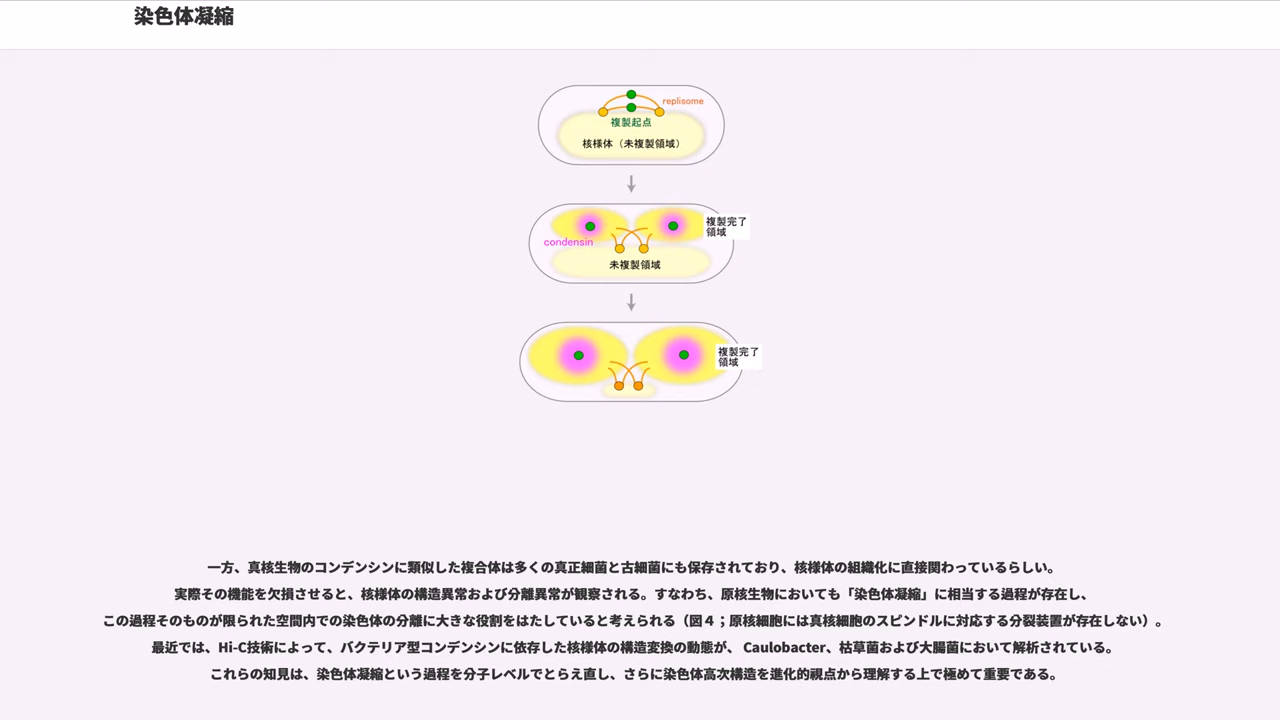 染色体凝縮
replisome
複製起点
核様体（未複製領域）
複製完了
領域
condensin
未複製領域
複製完了
領域
一方、真核生物のコンデンシンに類似した複合体は多くの真正細菌と古細菌にも保存されており、核様体の組織化に直接関わっているらしい。
実際その機能を欠損させると、核様体の構造異常および分離異常が観察される。すなわち、原核生物においても「染色体凝縮」に相当する過程が存在し、
この過程そのものが限られた空間内での染色体の分離に大きな役割をはたしていると考えられる（図４；原核細胞には真核細胞のスピンドルに対応する分裂装置が存在しない）。
最近では、Hi-C技術によって、バクテリア型コンデンシンに依存した核様体の構造変換の動態が、 Caulobacter、枯草菌および大腸菌において解析されている。
これらの知見は、染色体凝縮という過程を分子レベルでとらえ直し、さらに染色体高次構造を進化的視点から理解する上で極めて重要である。